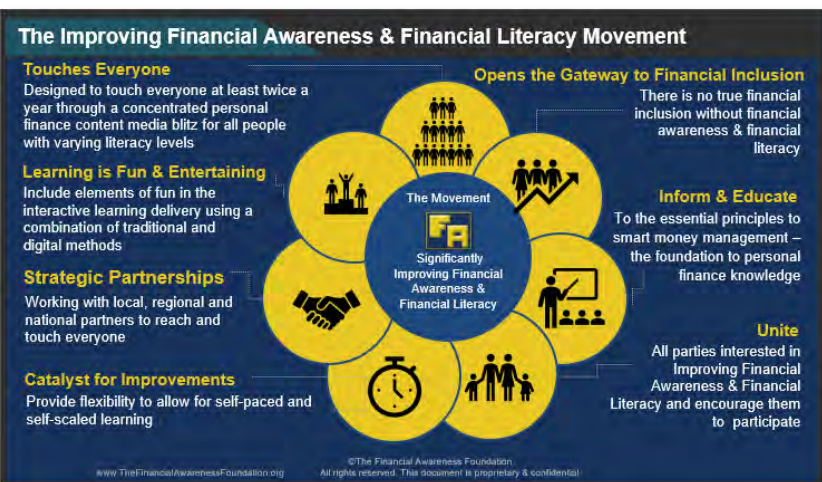 The Improving Financial Awareness & Financial Literacy Movement
Touches Everyone
Designed to touch everyone at least twice a
year through a concentrated personal
finance content media blitz for all people
with varying literacy levels
Learning is Fun & Entertaining
Include elements of fun in the
interactive learning delivery using a
combination of traditional and
digital methods
Strategic Partnerships
Working with local, regional and
national partners to reach and
touch everyone
Catalyst for Improvements
Provide flexibility to allow for self-paced and
self-scaled learning
The Movement
FA
Significantly
Improving Financial
Awareness &
Financial Literacy
Opens the Gateway to Financial Inclusion
There is no true financial
inclusion without financial
awareness & financial
literacy
Inform & Educate
To the essential principles to
smart money management –
the foundation to personal
finance knowledge
Unite
All parties interested in
Improving Financial
Awareness & Financial
Literacy and encourage them
to participate
www.TheFinancialAwarenessFoundation.org
©The Financial Awareness Foundation
All rights reserved. This document is proprietary & confidential